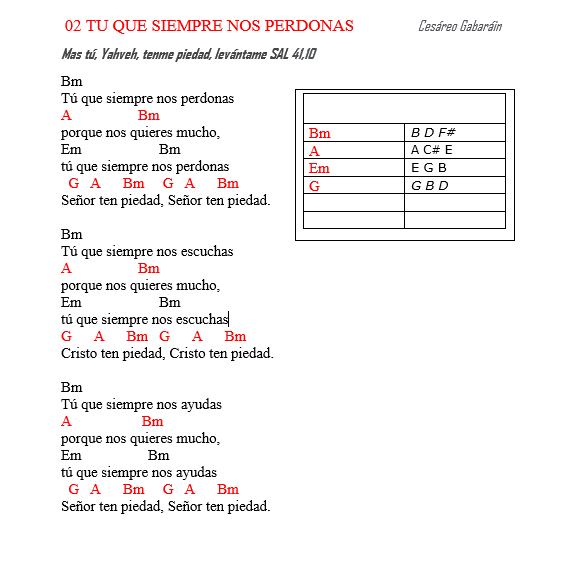 02 TU QUE SIEMPRE NOS PERDONAS Cesáreo Gabaráin
Mas tú, Yahveh, tenme piedad, levántame SAL 41,10
Bm
Tú que siempre nos perdonas
A Bm
porque nos quieres mucho,
Em Bm
tú que siempre nos perdonas
G A Bm G A Bm
Señor ten piedad, Señor ten piedad.
Bm B D F#
A A C# E
Em E G B
G G B D
Bm
Tú que siempre nos escuchas
A Bm
porque nos quieres mucho,
Em Bm
tú que siempre nos escuchas
G A Bm G A Bm
Cristo ten piedad, Cristo ten piedad.
Bm
Tú que siempre nos ayudas
A Bm
porque nos quieres mucho,
Em Bm
tú que siempre nos ayudas
G A Bm G A Bm
Señor ten piedad, Señor ten piedad.